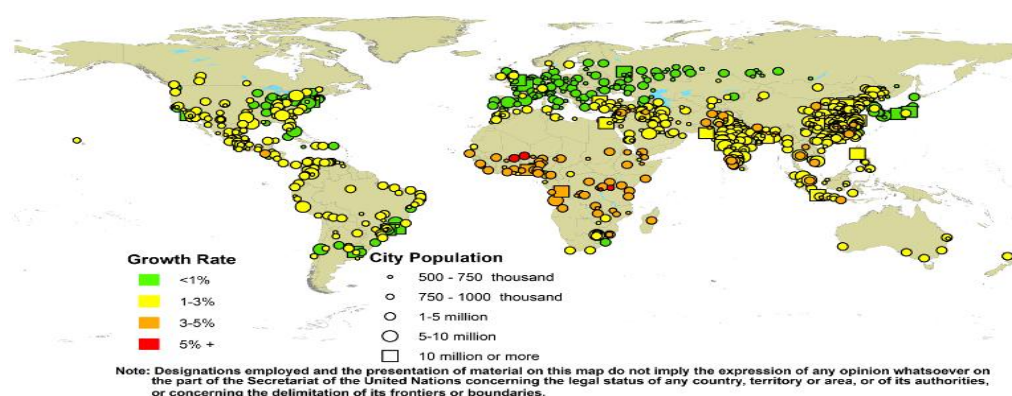 Growth Rate
<1%
1-3%
3-5%
5% +
City Population
500 - 750 thousand
750 - 1000 thousand
1-5 million
5-10 million
10 million or more
Note: Designations employed and the presentation of material on this map do not imply the expression of any opinion whatsoever on
the part of the Secretariat of the United Nations concerning the legal status of any country, territory or area, or of its authorities,
or concerning the delimitation of its frontiers or boundaries.